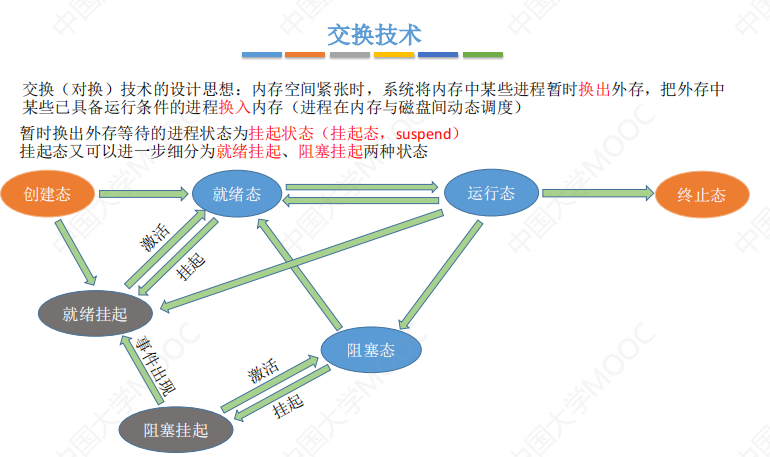 交换技术
交换（对换）技术的设计思想：内存空间紧张时，系统将内存中某些进程暂时换出外存，把外存中
某些已具备运行条件的进程换入内存（进程在内存与磁盘间动态调度）
暂时换出外存等待的进程状态为挂起状态（挂起态，suspend）
挂起态又可以进一步细分为就绪挂起、阻塞挂起两种状态
创建态
就绪态
运行态
终止态
激活
挂起
就绪挂起
阻塞态
事件出现
激活
挂起
阻塞挂起
中国大学MOOC